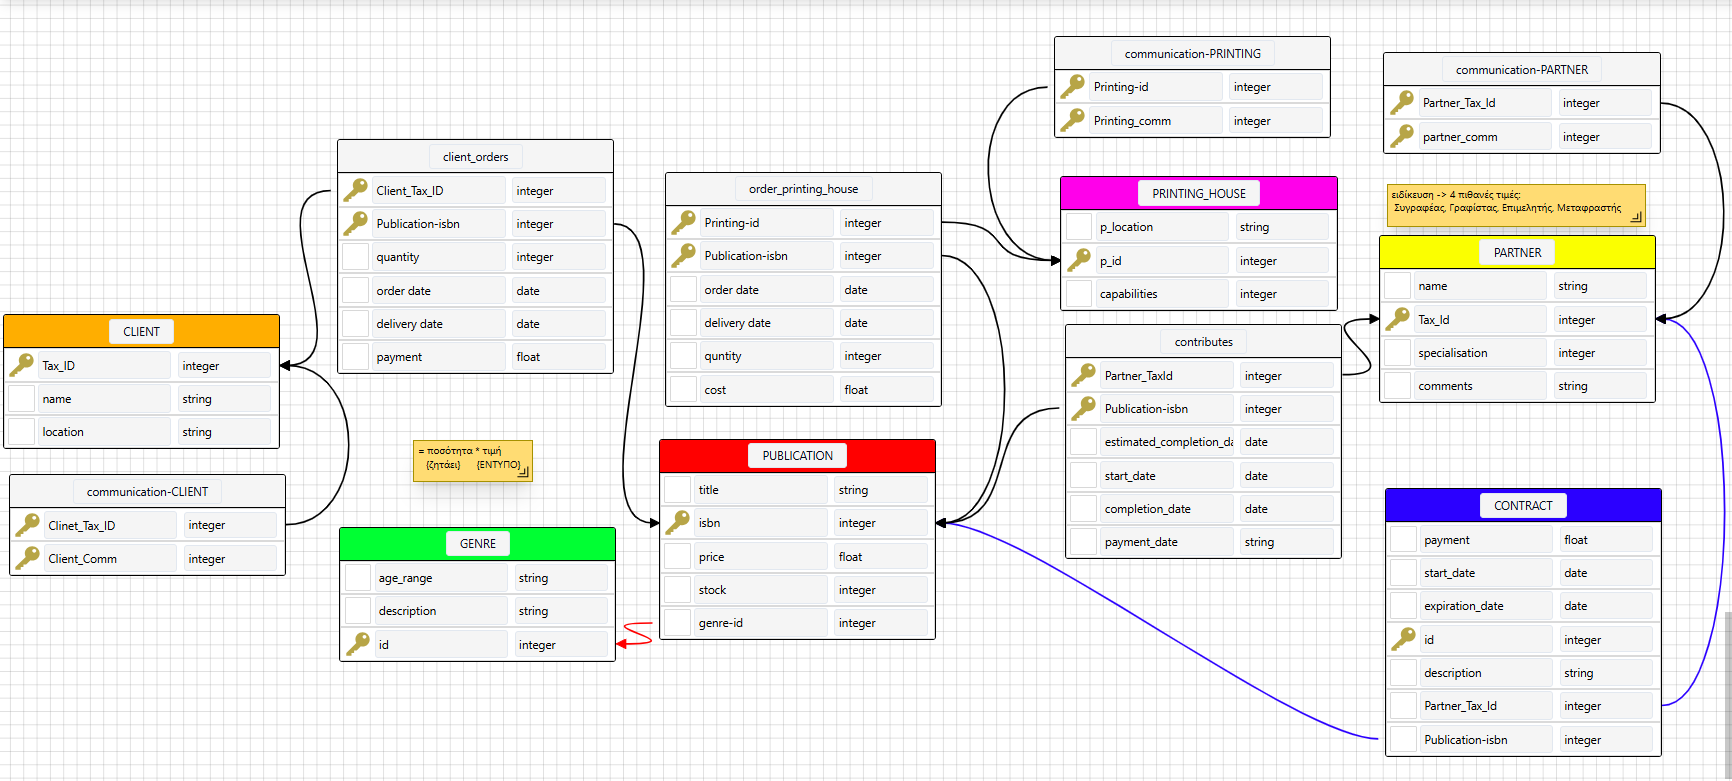 communication-PRINTING
Printing-id integer
Printing_comm integer
communication-PARTNER
Partner_Tax_Id integer
partner_comm integer
client_orders
Client_Tax_ID integer
Publication-isbn integer
quantity integer
order date date
delivery date date
payment float
order_printing_house
Printing-id integer
Publication-isbn integer
order date date
delivery date date
quntity integer
cost float
PRINTING_HOUSE
p_location string
p_id integer
capabilities integer
ειδίκευση -> 4 πιθανές τιμές:
Συγραφέας, Γραφίστας, Επιμελητής, Μεταφραστής
PARTNER
name string
Tax_Id integer
specialisation integer
comments string
CLIENT
Tax_ID integer
name string
location string
contributes
Partner_TaxId integer
Publication-isbn integer
estimated_completion_da date
start_date date
completion_date date
payment_date string
= ποσότητα * τιμή
{ζητάει} {ΕΝΤΥΠΟ}
PUBLICATION
title string
isbn integer
price float
stock integer
genre-id integer
communication-CLIENT
Clinet_Tax_ID integer
Client_Comm integer
GENRE
age_range string
description string
id integer
CONTRACT
payment float
start_date date
expiration_date date
id integer
description string
Partner_Tax_Id integer
Publication-isbn integer